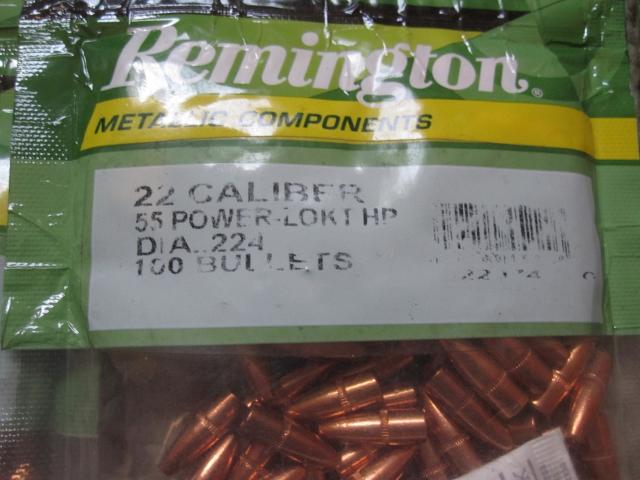 Remington®
METALLIC COMPONENTS
22 CALIBER
55 POWER-LOKT HP
DIA. .224
100 BULLETS